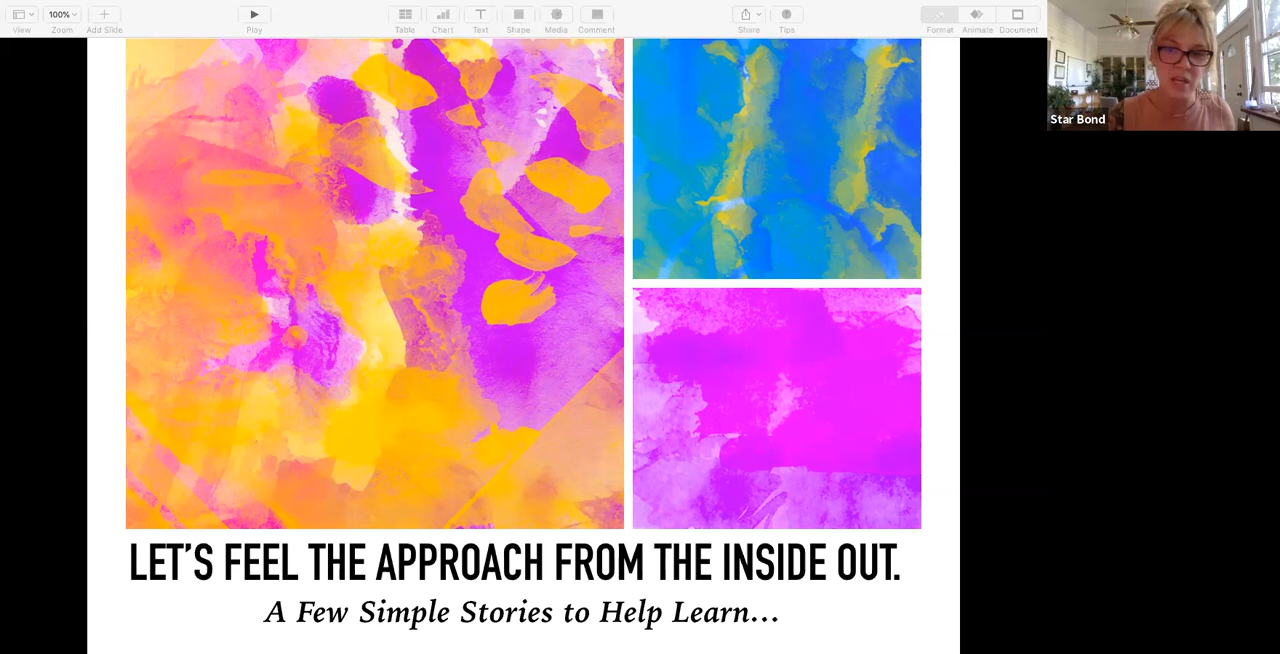 View
100%
Zoom
Add Slide
Play
Table
Chart
Text
Shape
Media
Comment
Share
Tips
Format
Animate
Document
Star Bond
LET’S FEEL THE APPROACH FROM THE INSIDE OUT.
A Few Simple Stories to Help Learn...